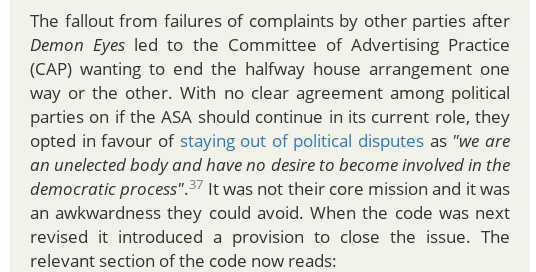 The fallout from failures of complaints by other parties after
Demon Eyes led to the Committee of Advertising Practice
(CAP) wanting to end the halfway house arrangement one
way or the other. With no clear agreement among political
parties on if the ASA should continue in its current role, they
opted in favour of staying out of political disputes as "we are
an unelected body and have no desire to become involved in the
democratic process".37 It was not their core mission and it was
an awkwardness they could avoid. When the code was next
revised it introduced a provision to close the issue. The
relevant section of the code now reads: